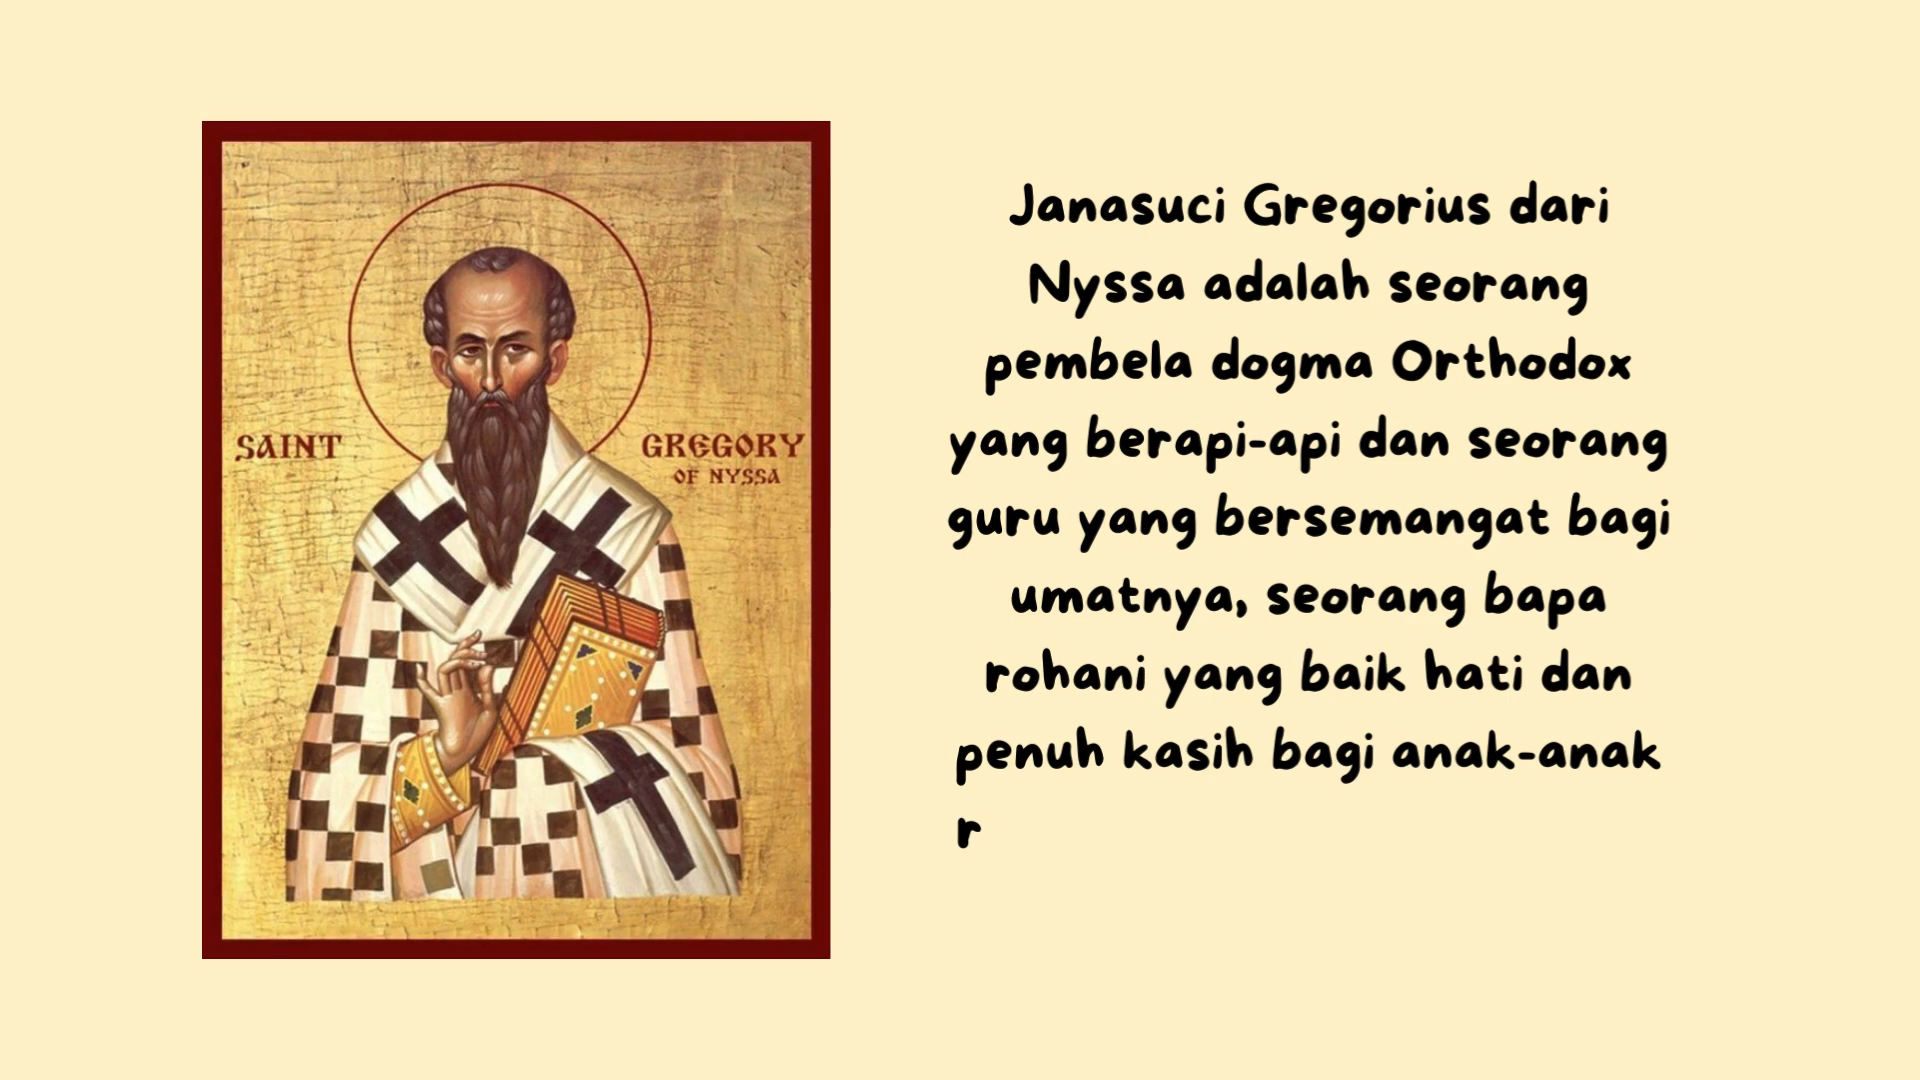 SAINT
GREGORY
OF NYSSA
Janasuci Gregorius dari
Nyssa adalah seorang
pembela dogma Orthodox
yang berapi-api dan seorang
guru yang bersemangat bagi
umatnya, seorang bapa
rohani yang baik hati dan
penuh kasih bagi anak-anak
r